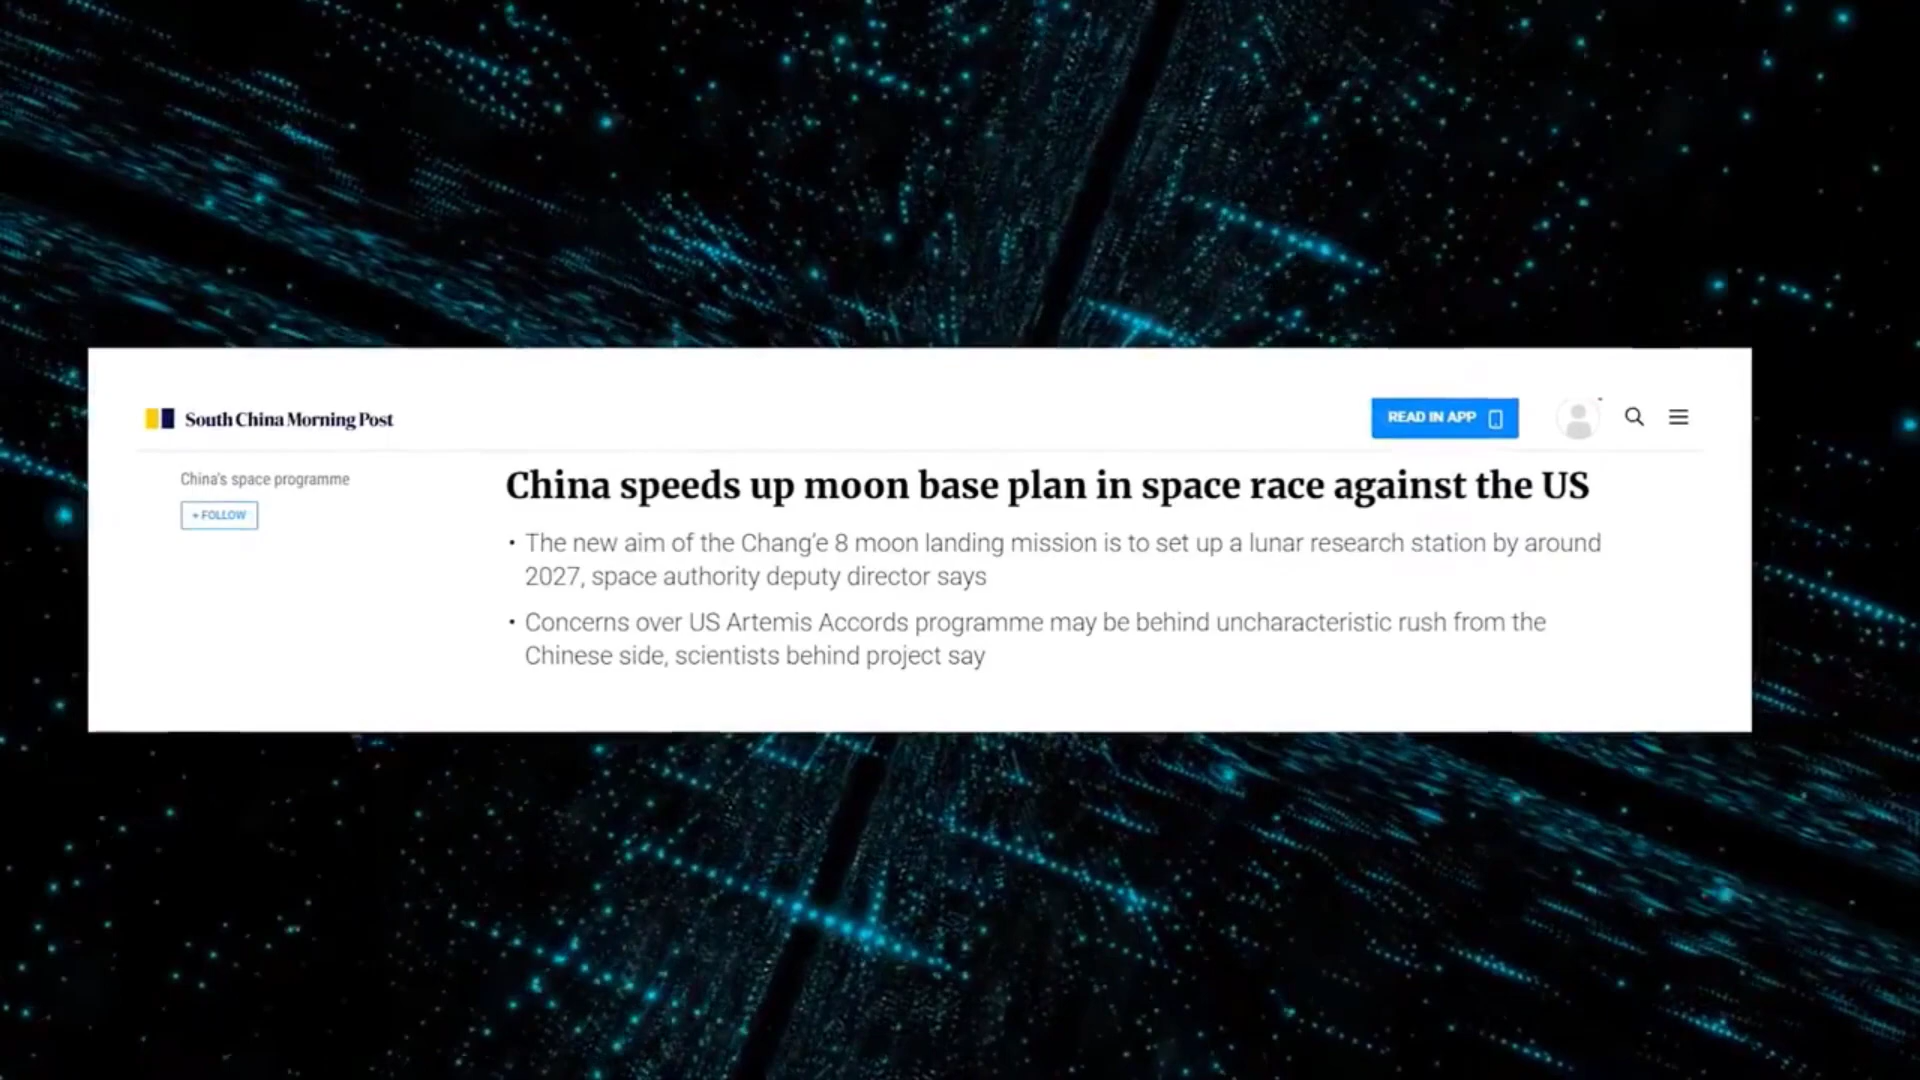 South China Morning Post
READ IN APP
China's space programme
+ FOLLOW
China speeds up moon base plan in space race against the US
• The new aim of the Chang'e 8 moon landing mission is to set up a lunar research station by around
2027, space authority deputy director says
• Concerns over US Artemis Accords programme may be behind uncharacteristic rush from the
Chinese side, scientists behind project say